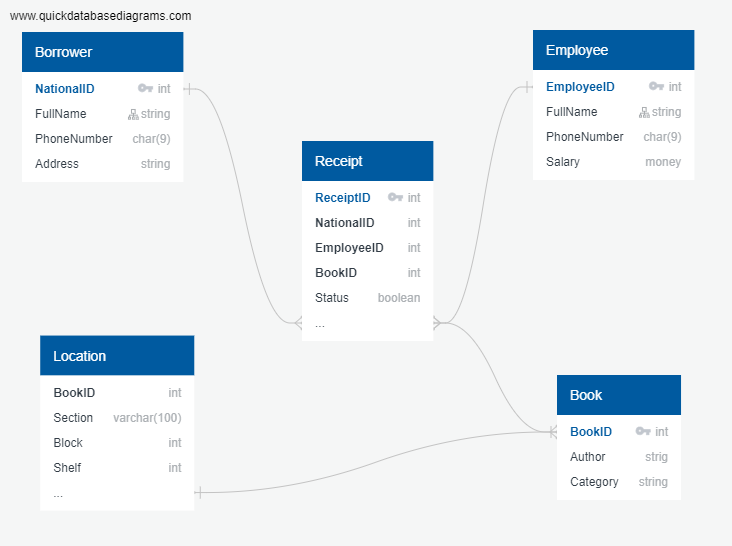 www.quickdatabasediagrams.com
Borrower
NationalID int
FullName string
PhoneNumber char(9)
Address string
Employee
EmployeeID int
FullName string
PhoneNumber char(9)
Salary money
Receipt
ReceiptID int
NationalID int
EmployeeID int
BookID int
Status boolean
...
Location
BookID int
Section varchar(100)
Block int
Shelf int
...
Book
BookID int
Author strig
Category string